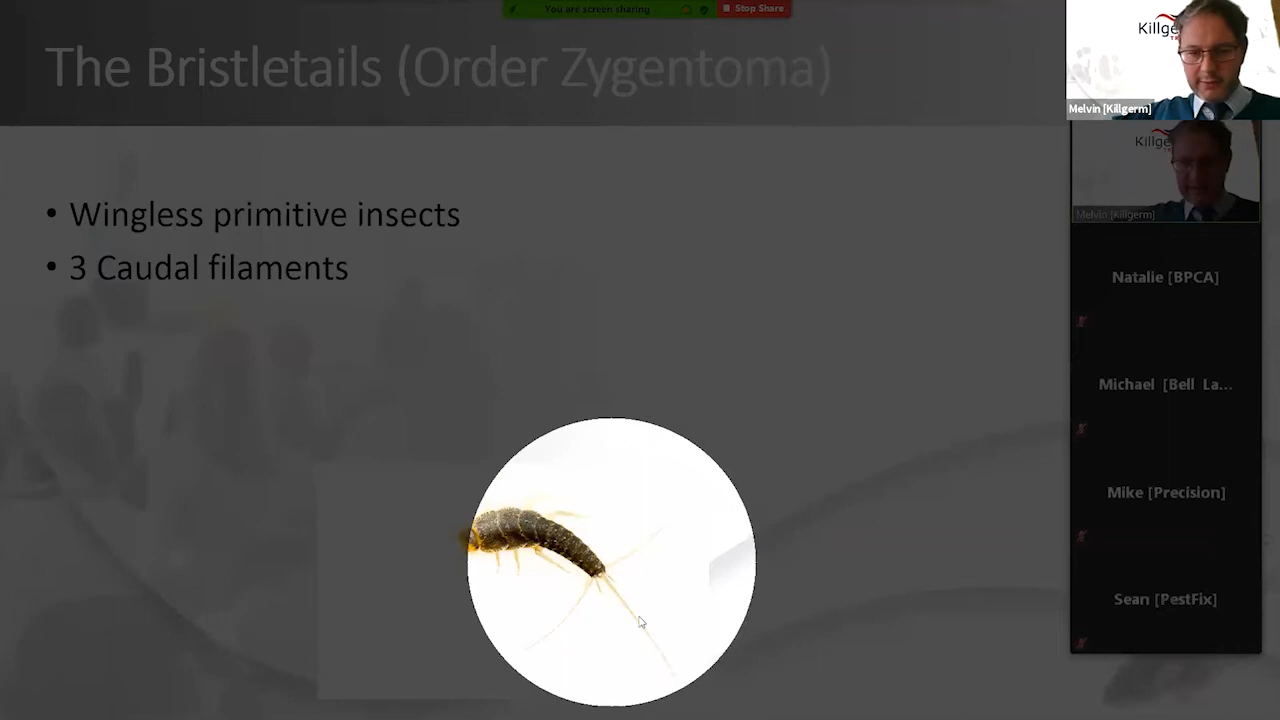 You are screen sharing
Stop Share
The Bristletails (Order Zygentoma)
• Wingless primitive insects
• 3 Caudal filaments
Killge
Melvin [Killgerm]
Killge
Melvin [Killgerm]
Natalie [BPCA]
Michael [Bell La...
Mike [Precision]
Sean [PestFix]